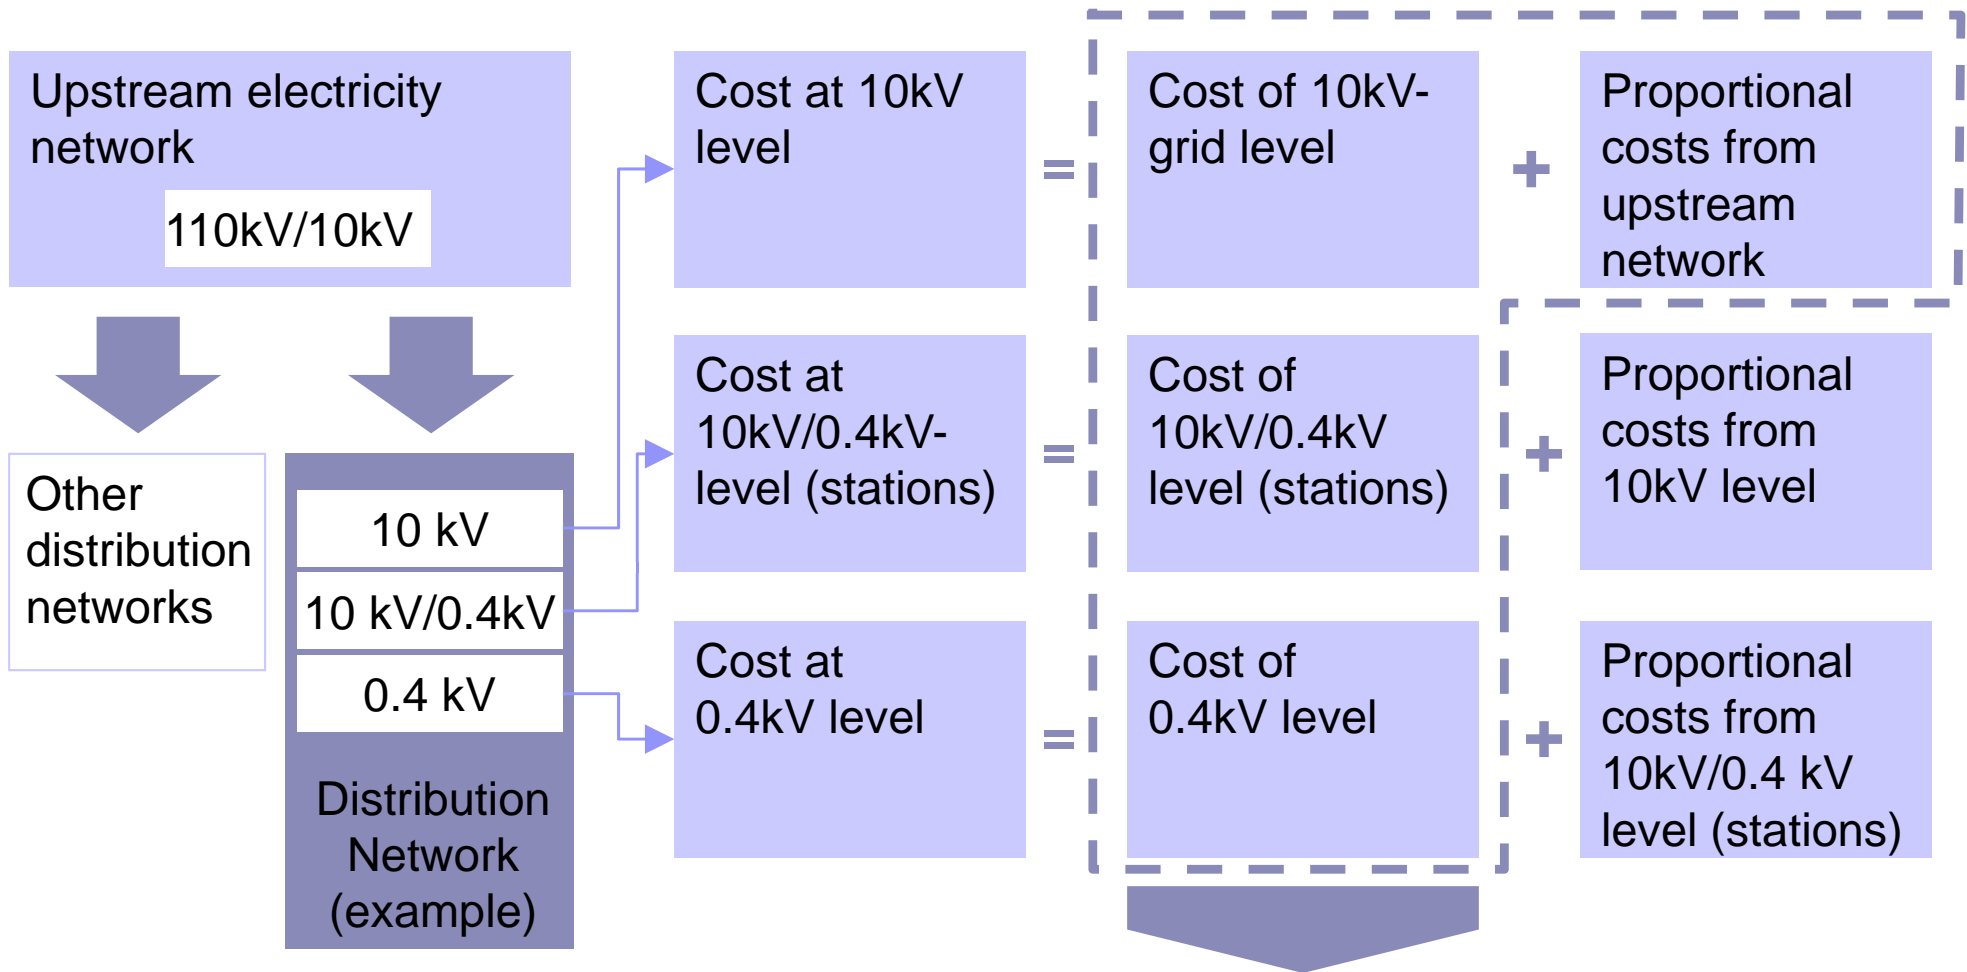 Upstream electricity
network
110kV/10kV
Other
distribution
networks
10 kV
10 kV/0.4kV
0.4 kV
Distribution
Network
(example)
Cost at 10kV
level
=
Cost of 10kV-
grid level
+
Proportional
costs from
upstream
network
Cost at
10kV/0.4kV-
level (stations)
=
Cost of
10kV/0.4kV
level (stations)
+
Proportional
costs from
10kV level
Cost at
0.4kV level
=
Cost of
0.4kV level
+
Proportional
costs from
10kV/0.4 kV
level (stations)